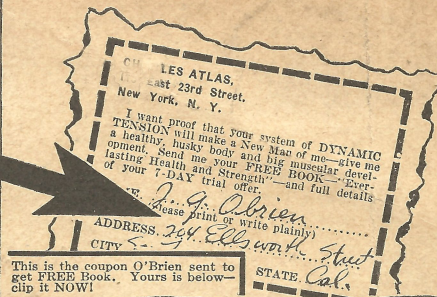 LES ATLAS,
East 23rd Street.
New York, N. Y.
I want proof that your system of DYNAMIC
TENSION will make a New Man of me—give me
a healthy, husky body and big muscular devel-
opment. Send me your FREE BOOK—"Ever-
lasting Health and Strength"—and full details
of your 7-DAY trial offer.
J. G. O'Brien
(Please print or write plainly)
ADDRESS. 204 Ellsworth Street
CITY
STATE. Cal.
This is the coupon O'Brien sent to
get FREE Book. Yours is below—
clip it NOW!